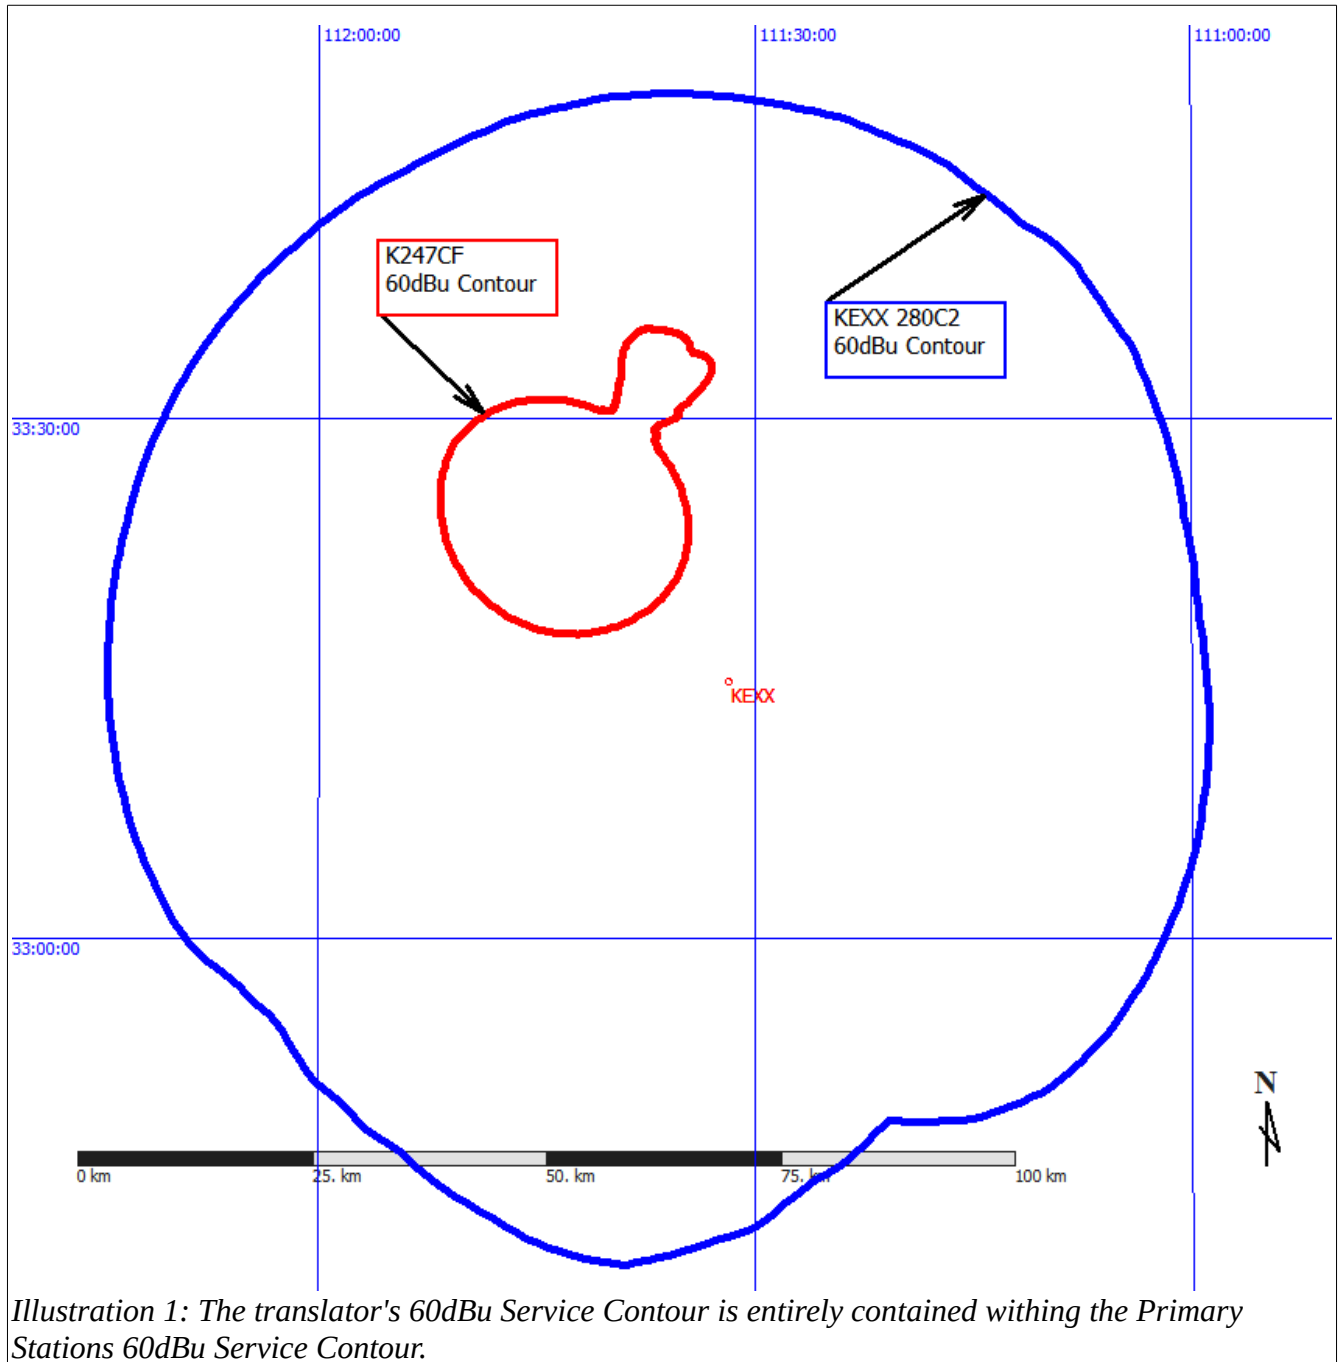 112:00:00
111:30:00
111:00:00
K247CF
60dBu Contour
KEXX 280C2
60dBu Contour
33:30:00
KEXX
33:00:00
N
0 km
25. km
50. km
75. km
100 km
Illustration 1: The translator's 60dBu Service Contour is entirely contained withing the Primary
Stations 60dBu Service Contour.